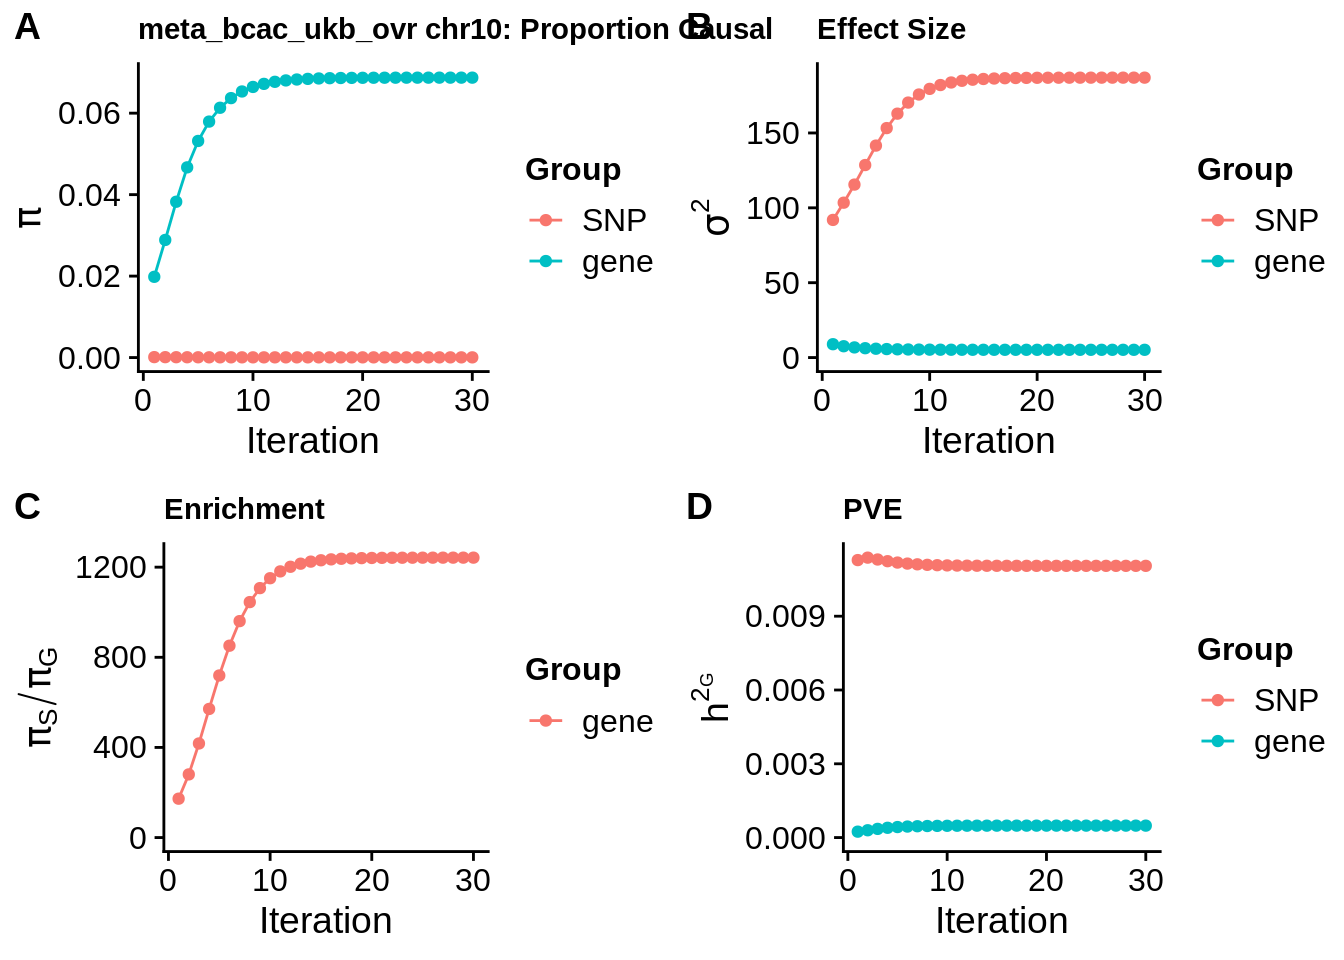 A
meta_bcac_ukb_ovr chr10: Proportion Causal
π
0.06
0.04
0.02
0.00
0 10 20 30
Iteration
Group
SNP
gene
B
Effect Size
σ²
150
100
50
0
0 10 20 30
Iteration
Group
SNP
gene
C
Enrichment
πS/πG
1200
800
400
0
0 10 20 30
Iteration
Group
gene
D
PVE
h²G
0.009
0.006
0.003
0.000
0 10 20 30
Iteration
Group
SNP
gene